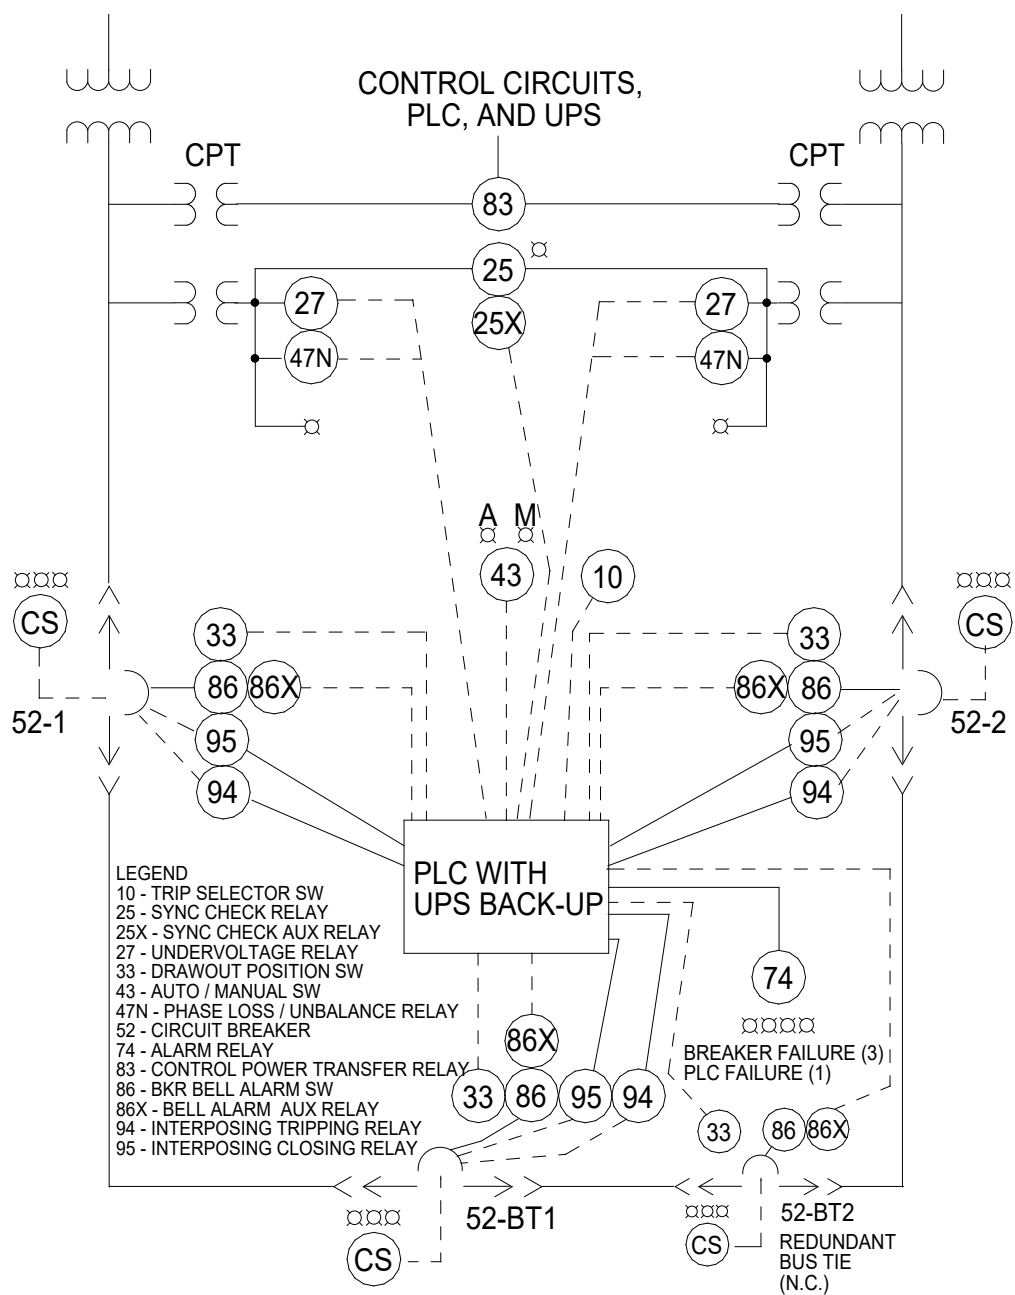 CONTROL CIRCUITS,
PLC, AND UPS
CPT
CPT
83
25
27
27
25X
47N
47N
A M
43
10
CS
CS
33
33
86 86X
86X 86
52-1
52-2
95
95
94
94
PLC WITH
UPS BACK-UP
LEGEND
10 - TRIP SELECTOR SW
25 - SYNC CHECK RELAY
25X - SYNC CHECK AUX RELAY
27 - UNDERVOLTAGE RELAY
33 - DRAWOUT POSITION SW
43 - AUTO / MANUAL SW
47N - PHASE LOSS / UNBALANCE RELAY
52 - CIRCUIT BREAKER
74 - ALARM RELAY
83 - CONTROL POWER TRANSFER RELAY
86 - BKR BELL ALARM SW
86X - BELL ALARM AUX RELAY
94 - INTERPOSING TRIPPING RELAY
95 - INTERPOSING CLOSING RELAY
74
BREAKER FAILURE (3)
PLC FAILURE (1)
86X
33 86 95 94
33 86 86X
52-BT1
CS
52-BT2
REDUNDANT
BUS TIE
(N.C.)
CS